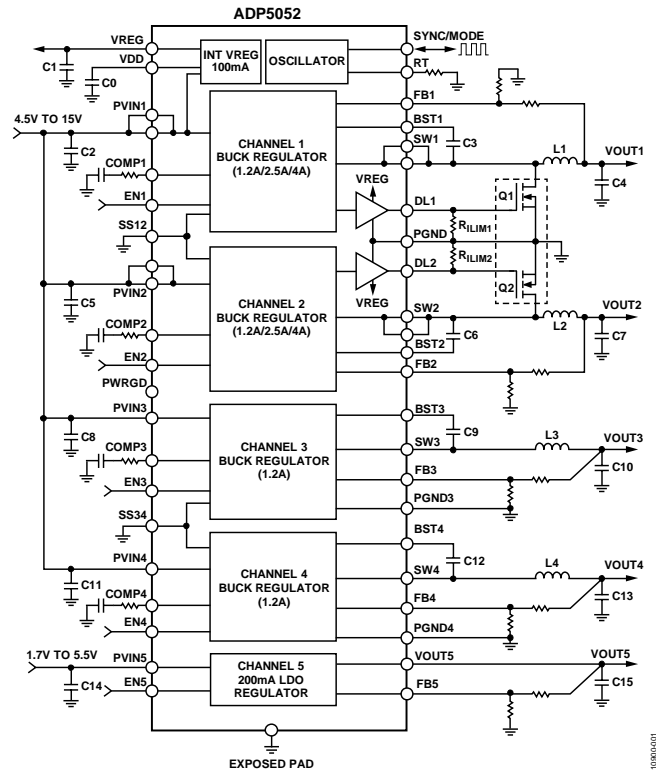 ADP5052
VREG
VDD
C1
C0
INT VREG
100mA
OSCILLATOR
SYNC/MODE
RT
4.5V TO 15V
PVIN1
C2
COMP1
EN1
SS12
CHANNEL 1
BUCK REGULATOR
(1.2A/2.5A/4A)
FB1
BST1
SW1
C3
L1
VOUT1
C4
VREG
DL1
PGND
DL2
VREG
RILIM1
RILIM2
Q1
Q2
C5
PVIN2
COMP2
EN2
PWRGD
CHANNEL 2
BUCK REGULATOR
(1.2A/2.5A/4A)
SW2
C6
BST2
FB2
L2
VOUT2
C7
PVIN3
C8
COMP3
EN3
SS34
CHANNEL 3
BUCK REGULATOR
(1.2A)
BST3
C9
SW3
FB3
PGND3
L3
VOUT3
C10
PVIN4
C11
COMP4
EN4
CHANNEL 4
BUCK REGULATOR
(1.2A)
BST4
C12
SW4
FB4
PGND4
L4
VOUT4
C13
1.7V TO 5.5V
PVIN5
C14
EN5
CHANNEL 5
200mA LDO
REGULATOR
VOUT5
FB5
VOUT5
C15
EXPOSED PAD
10900-001